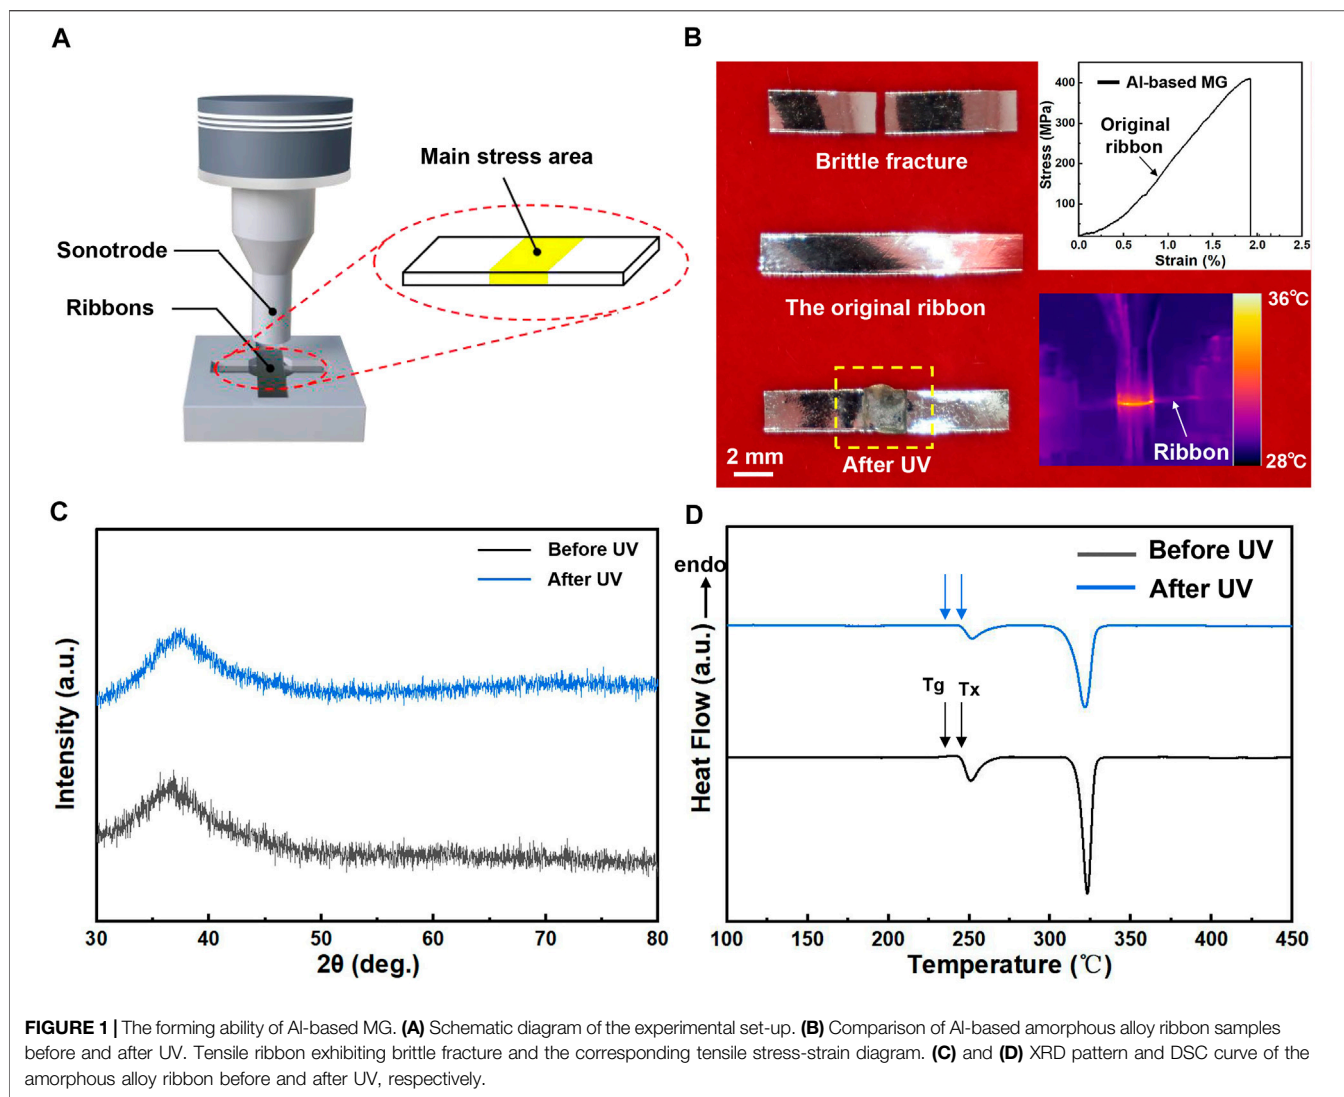 A
Main stress area
Sonotrode
Ribbons
B
Brittle fracture
The original ribbon
After UV
2 mm
Al-based MG
Original
ribbon
Stress (MPa)
400
300
200
100
0.0 0.5 1.0 1.5 2.0 2.5
Strain (%)
36℃
Ribbon
28℃
C
Before UV
After UV
Intensity (a.u.)
30 40 50 60 70 80
2θ (deg.)
D
endo
Before UV
After UV
Heat Flow (a.u.)
Tg Tx
100 150 200 250 300 350 400 450
Temperature (℃)
FIGURE 1 | The forming ability of Al-based MG. (A) Schematic diagram of the experimental set-up. (B) Comparison of Al-based amorphous alloy ribbon samples
before and after UV. Tensile ribbon exhibiting brittle fracture and the corresponding tensile stress-strain diagram. (C) and (D) XRD pattern and DSC curve of the
amorphous alloy ribbon before and after UV, respectively.